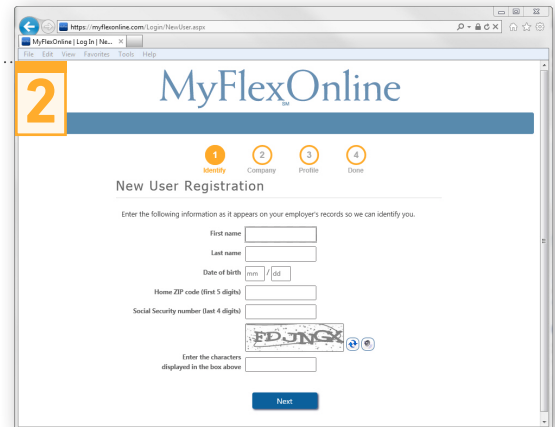 https://myflexonline.com/Login/NewUser.aspx
MyFlexOnline | Log In | Ne...
File Edit View Favorites Tools Help
...
2
MyFlexOnline
SM
1 2 3 4
Identify Company Profile Done
New User Registration
Enter the following information as it appears on your employer's records so we can identify you.
First name
Last name
Date of birth mm / dd
Home ZIP code (first 5 digits)
Social Security number (last 4 digits)
FDJNGX
Enter the characters
displayed in the box above
Next